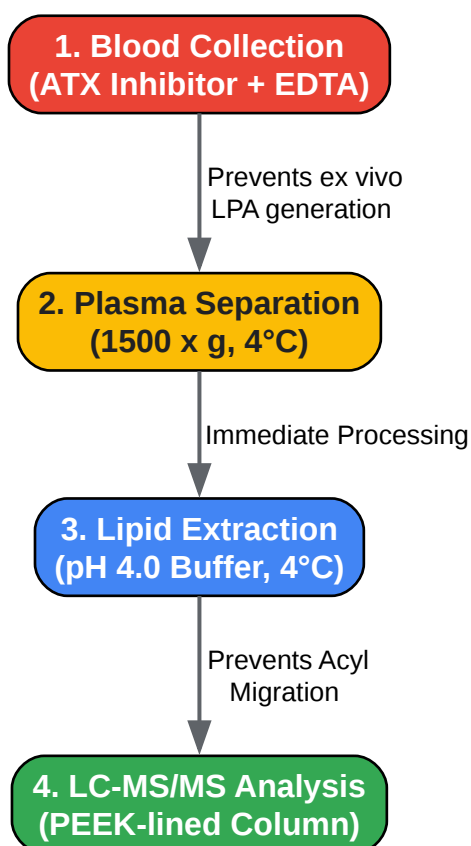 1. Blood Collection
(ATX Inhibitor + EDTA)
Prevents ex vivo
LPA generation
2. Plasma Separation
(1500 x g, 4°C)
Immediate Processing
3. Lipid Extraction
(pH 4.0 Buffer, 4°C)
Prevents Acyl
Migration
4. LC-MS/MS Analysis
(PEEK-lined Column)